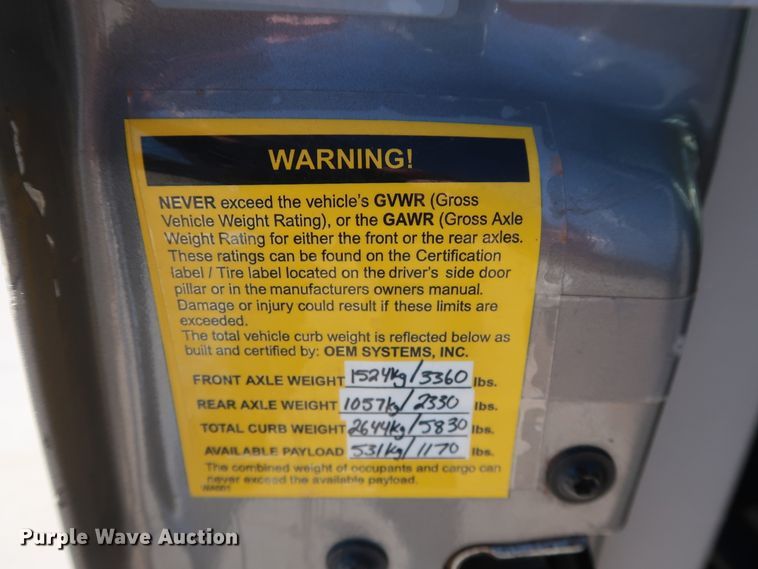 WARNING!
NEVER exceed the vehicle's GVWR (Gross
Vehicle Weight Rating), or the GAWR (Gross Axle
Weight Rating for either the front or the rear axles.
These ratings can be found on the Certification
label / Tire label located on the driver's side door
pillar or in the manufacturers owners manual.
Damage or injury could result if these limits are
exceeded.
The total vehicle curb weight is reflected below as
built and certified by: OEM SYSTEMS, INC.
FRONT AXLE WEIGHT 1524kg/3360 lbs.
REAR AXLE WEIGHT 1057kg/2330 lbs.
TOTAL CURB WEIGHT 2644kg/5830 lbs.
AVAILABLE PAYLOAD 531kg/1170 lbs.
The combined weight of occupants and cargo can
never exceed the available payload.
Purple Wave Auction